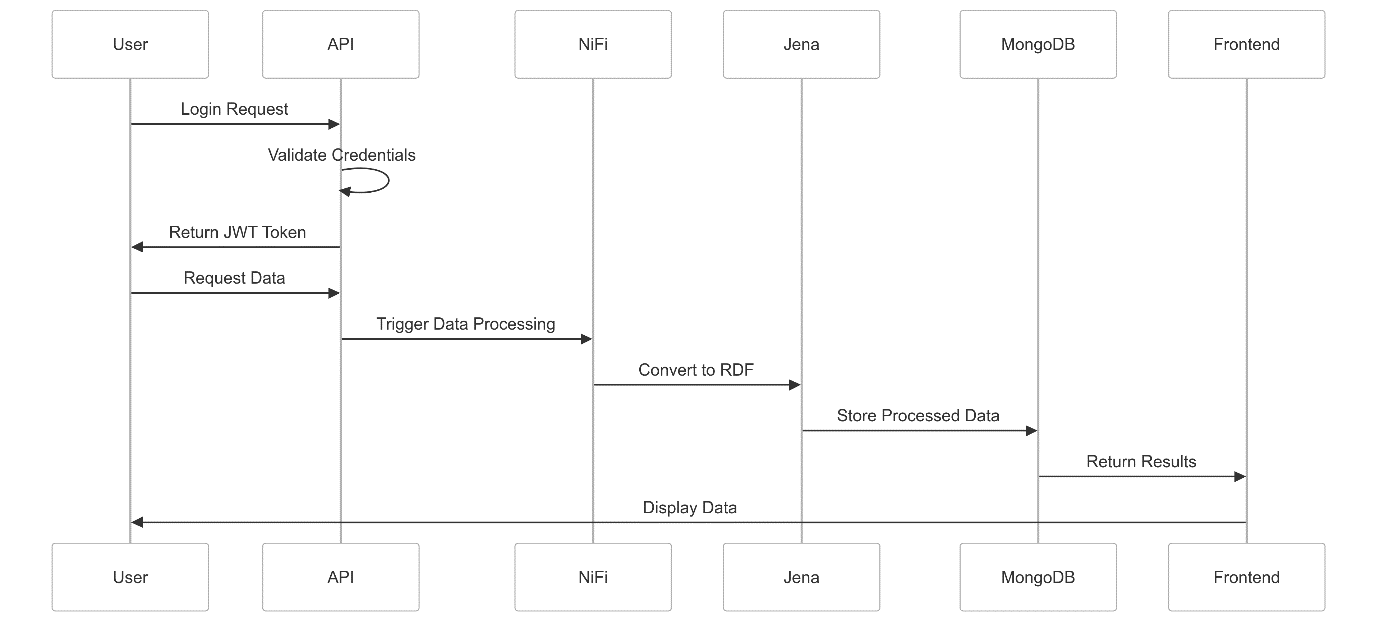 User
API
NiFi
Jena
MongoDB
Frontend
Login Request
Validate Credentials
Return JWT Token
Request Data
Trigger Data Processing
Convert to RDF
Store Processed Data
Return Results
Display Data
User
API
NiFi
Jena
MongoDB
Frontend